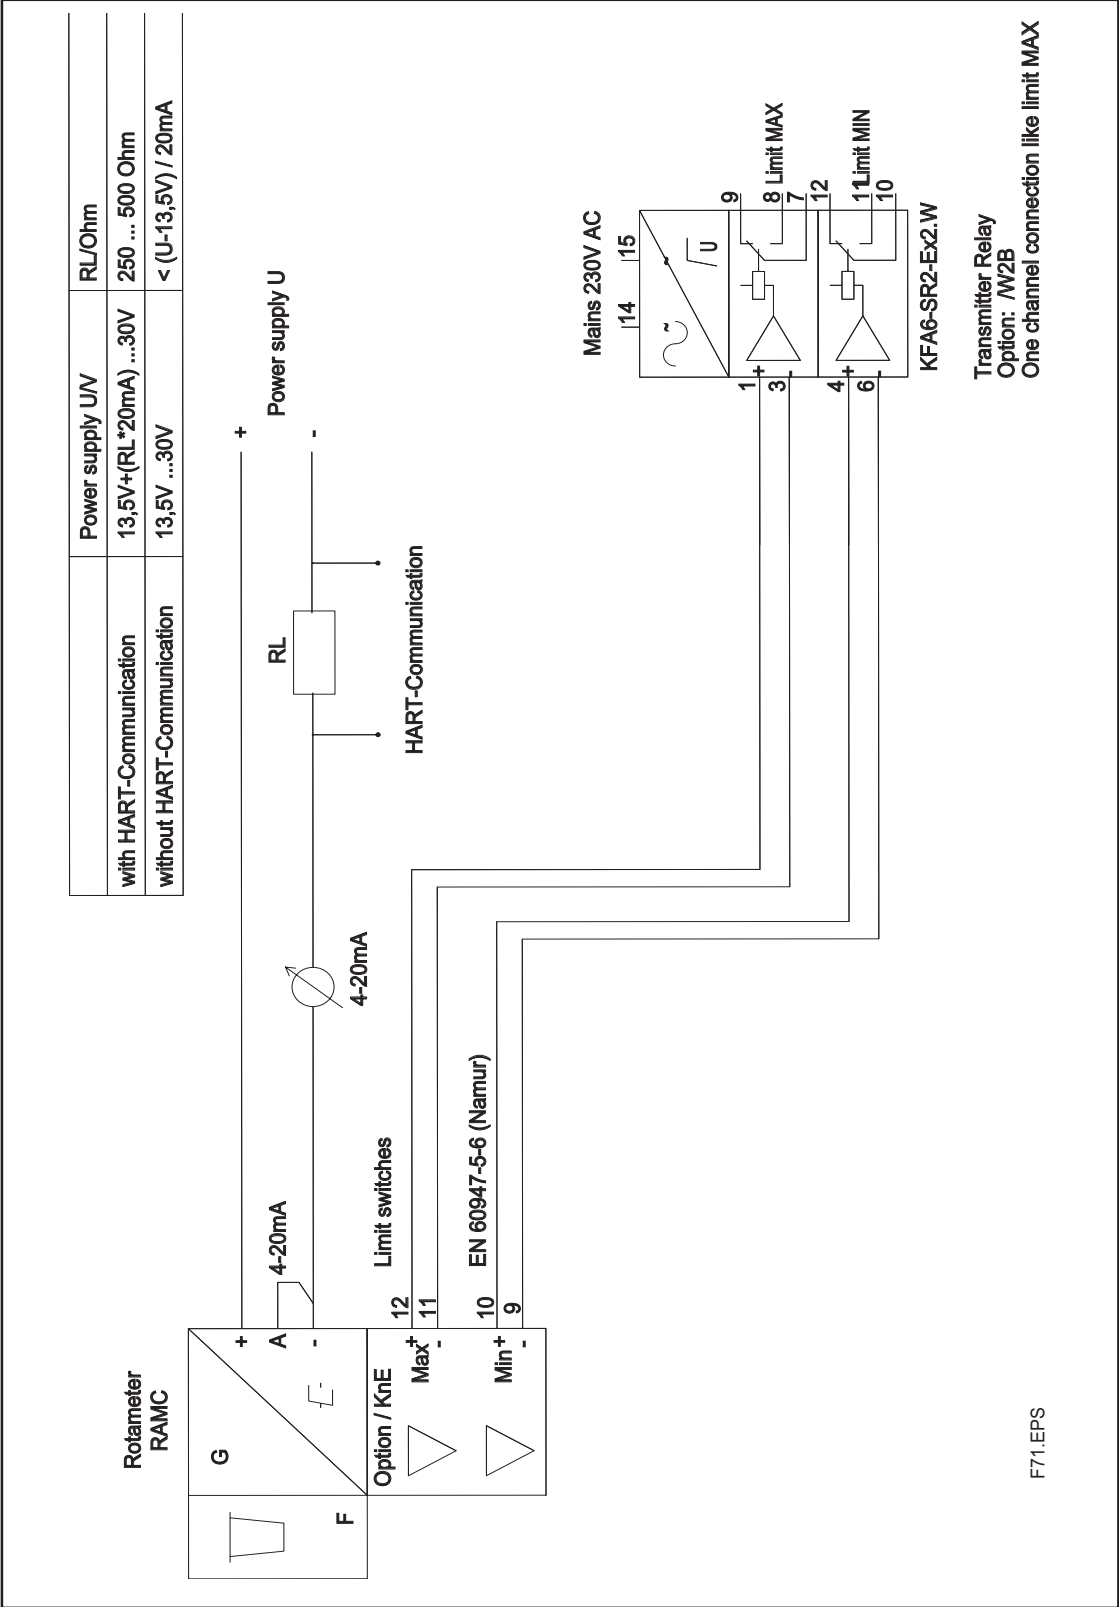 Power supply U/V RL/Ohm
with HART-Communication 13,5V+(RL*20mA) ...30V 250 ... 500 Ohm
without HART-Communication 13,5V ...30V < (U-13,5V) / 20mA
Rotameter
RAMC
G
F
+
A
-
4-20mA
4-20mA
RL
HART-Communication
+
Power supply U
-
Option / KnE
Max
+
-
12
11
Limit switches
Min
+
-
10
9
EN 60947-5-6 (Namur)
Mains 230V AC
14 15
~
~
U
1
+
3
-
9
8
7
Limit MAX
4
+
6
-
12
11
10
Limit MIN
KFA6-SR2-Ex2.W
Transmitter Relay
Option: /W2B
One channel connection like limit MAX
F71.EPS